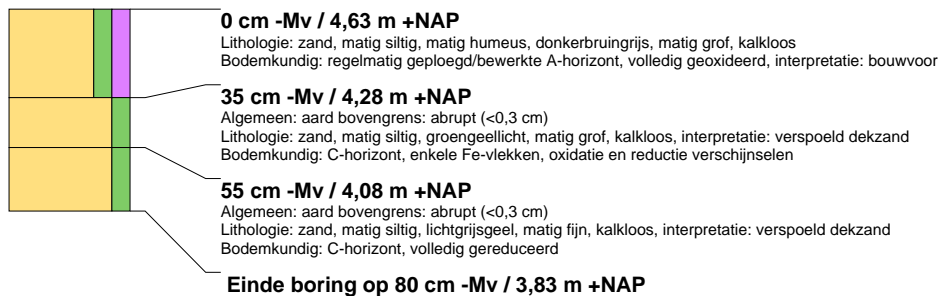 0 cm -Mv / 4,63 m +NAP
Lithologie: zand, matig siltig, matig humeus, donkerbruingrijs, matig grof, kalkloos
Bodemkundig: regelmatig geploegd/bewerkte A-horizont, volledig geoxideerd, interpretatie: bouwvoor
35 cm -Mv / 4,28 m +NAP
Algemeen: aard bovengrens: abrupt (<0,3 cm)
Lithologie: zand, matig siltig, groengeellicht, matig grof, kalkloos, interpretatie: verspoeld dekzand
Bodemkundig: C-horizont, enkele Fe-vlekken, oxidatie en reductie verschijnselen
55 cm -Mv / 4,08 m +NAP
Algemeen: aard bovengrens: abrupt (<0,3 cm)
Lithologie: zand, matig siltig, lichtgrijsgeel, matig fijn, kalkloos, interpretatie: verspoeld dekzand
Bodemkundig: C-horizont, volledig gereduceerd
Einde boring op 80 cm -Mv / 3,83 m +NAP